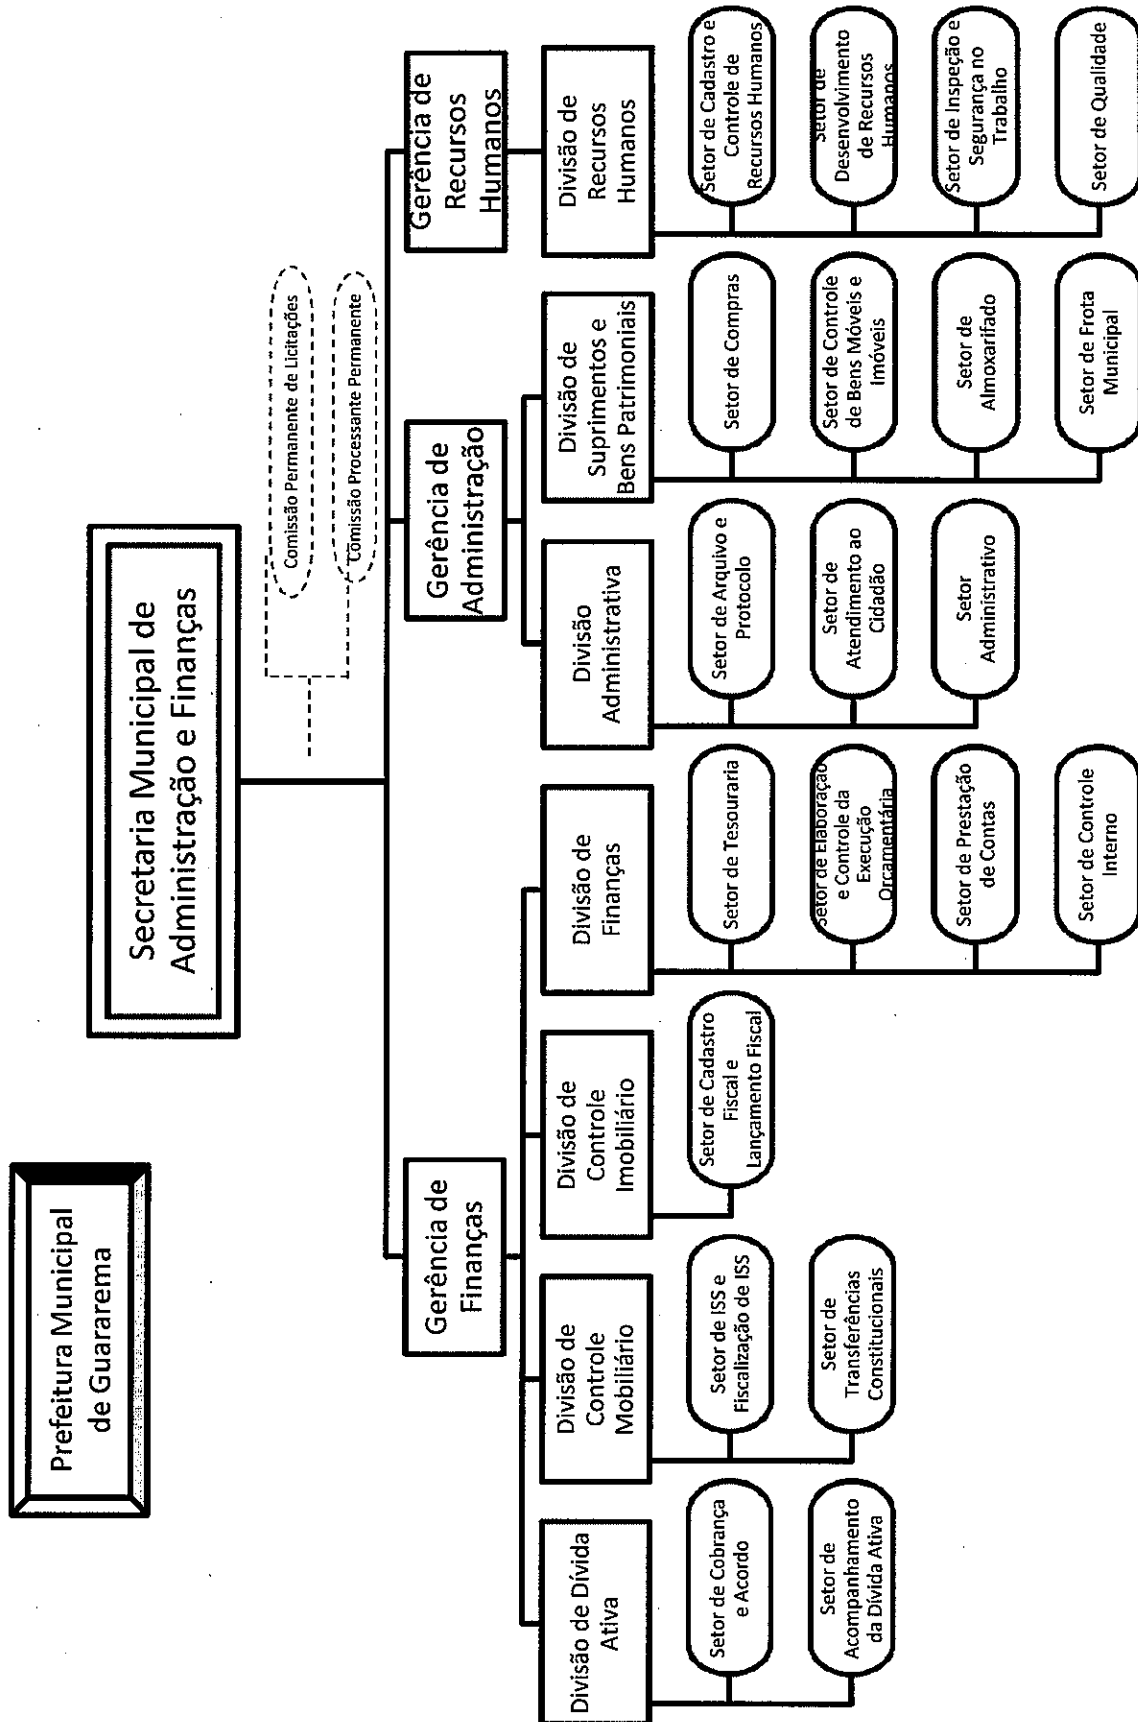 Prefeitura Municipal
de Guararema
Secretaria Municipal de
Administração e Finanças
Comissão Permanente de Licitações
Comissão Processante Permanente
Gerência de
Finanças
Gerência de
Administração
Gerência de
Recursos
Humanos
Divisão de Dívida
Ativa
Divisão de
Controle
Mobiliário
Divisão de
Controle
Imobiliário
Divisão de
Finanças
Divisão
Administrativa
Divisão de
Suprimentos e
Bens Patrimoniais
Divisão de
Recursos
Humanos
Setor de Cobrança
e Acordo
Setor de
Acompanhamento
da Dívida Ativa
Setor de ISS e
Fiscalização de ISS
Setor de
Transferências
Constitucionais
Setor de Cadastro
Fiscal e
Lançamento Fiscal
Setor de Tesouraria
Setor de Elaboração
e Controle da
Execução
Orçamentária
Setor de Prestação
de Contas
Setor de Controle
Interno
Setor de Arquivo e
Protocolo
Setor de
Atendimento ao
Cidadão
Setor
Administrativo
Setor de Compras
Setor de Controle
de Bens Móveis e
Imóveis
Setor de
Almoxarifado
Setor de Frota
Municipal
Setor de Cadastro e
Controle de
Recursos Humanos
Setor de
Desenvolvimento
de Recursos
Humanos
Setor de Inspeção e
Segurança no
Trabalho
Setor de Qualidade